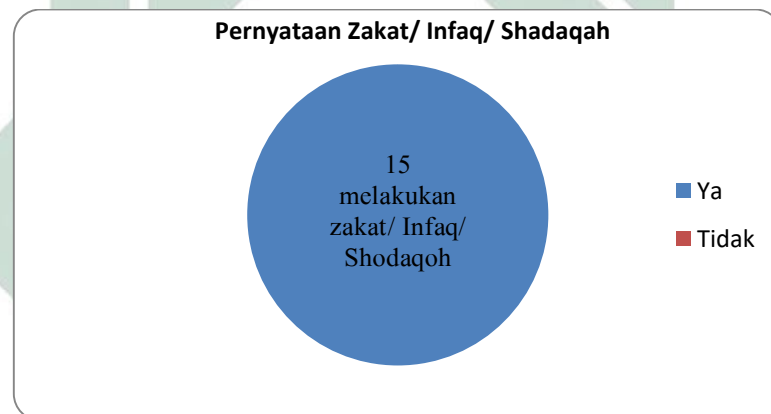 Pernyataan Zakat/ Infaq/ Shadaqah
15
melakukan
zakat/ Infaq/
Shodaqoh
Ya
Tidak